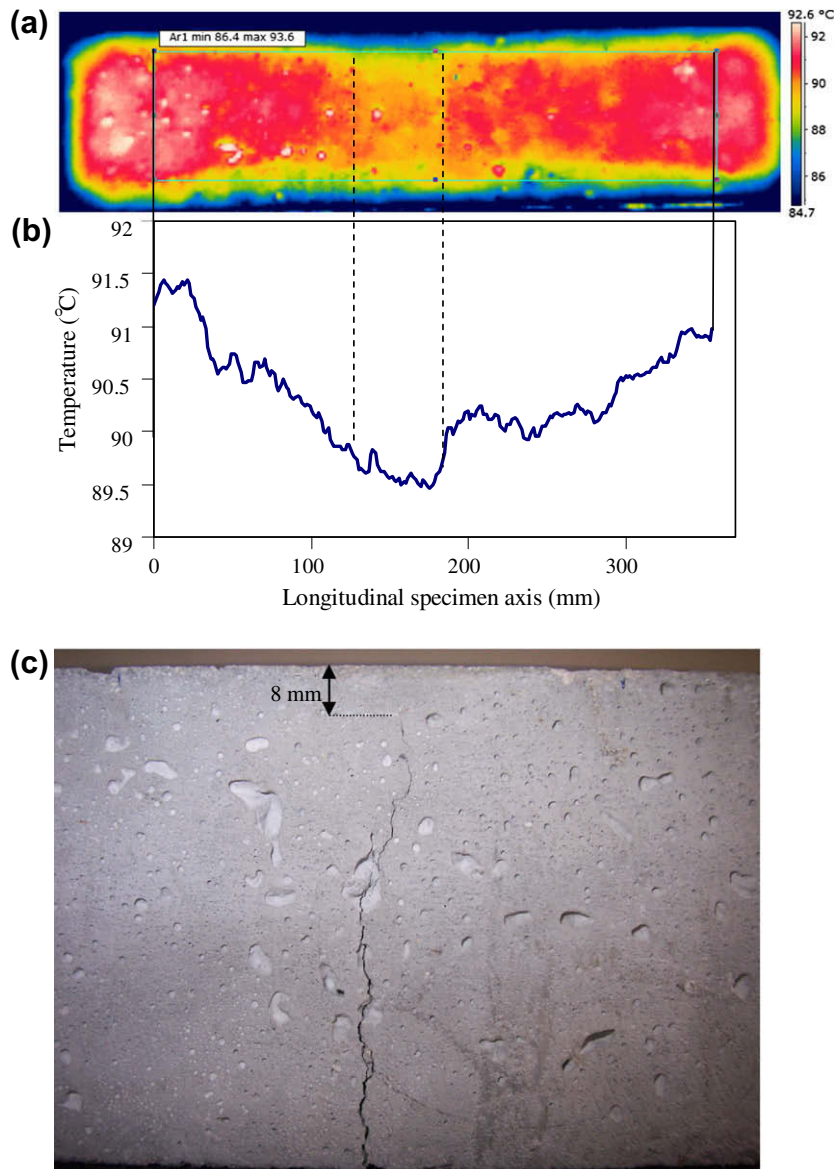 (a)
Ar1 min 86.4 max 93.6
92.6 °C
92
90
88
86
84.7
(b)
92
91.5
91
90.5
90
89.5
89
Temperature (°C)
0
100
200
300
Longitudinal specimen axis (mm)
(c)
8 mm